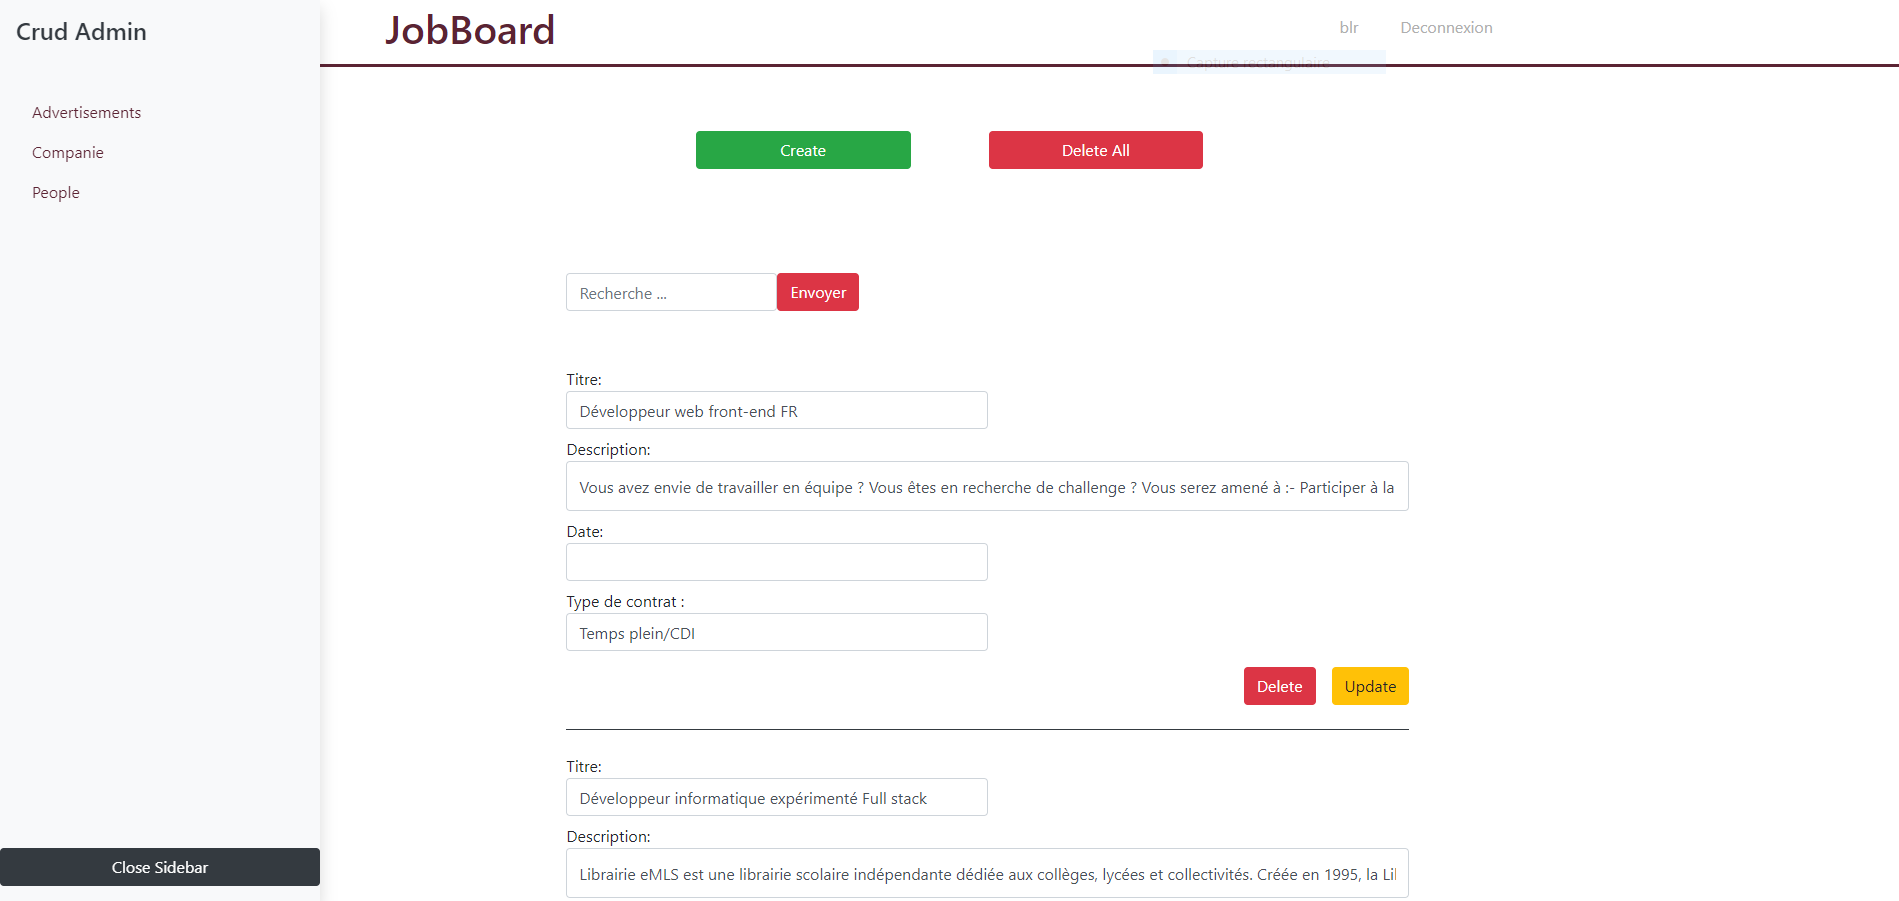 Crud Admin
JobBoard
blr
Deconnexion
Capture rectangulaire
Advertisements
Companie
People
Create
Delete All
Recherche ...
Envoyer
Titre:
Développeur web front-end FR
Description:
Vous avez envie de travailler en équipe ? Vous êtes en recherche de challenge ? Vous serez amené à :- Participer à la
Date:
Type de contrat :
Temps plein/CDI
Delete
Update
Titre:
Développeur informatique expérimenté Full stack
Description:
Librairie eMLS est une librairie scolaire indépendante dédiée aux collèges, lycées et collectivités. Créée en 1995, la Li
Close Sidebar